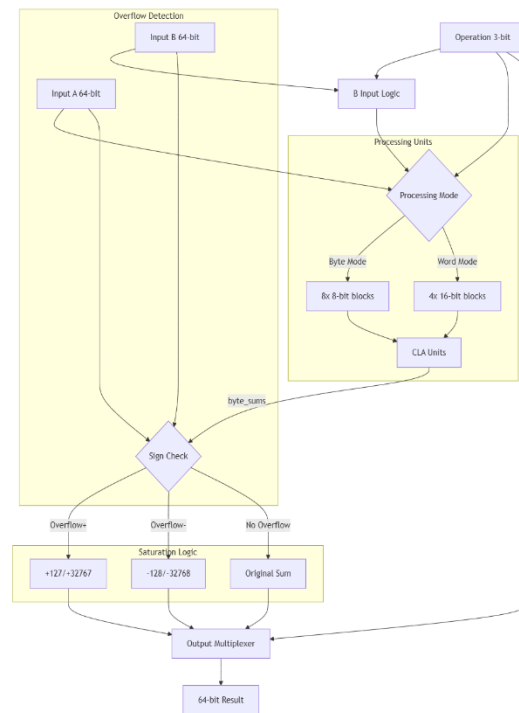 Overflow Detection
Input B 64-bit
Operation 3-bit
Input A 64-bit
B Input Logic
Processing Units
Processing Mode
Byte Mode
Word Mode
8x 8-bit blocks
4x 16-bit blocks
CLA Units
byte_sums
Sign Check
Overflow+
Overflow-
No Overflow
Saturation Logic
+127/+32767
-128/-32768
Original Sum
Output Multiplexer
64-bit Result